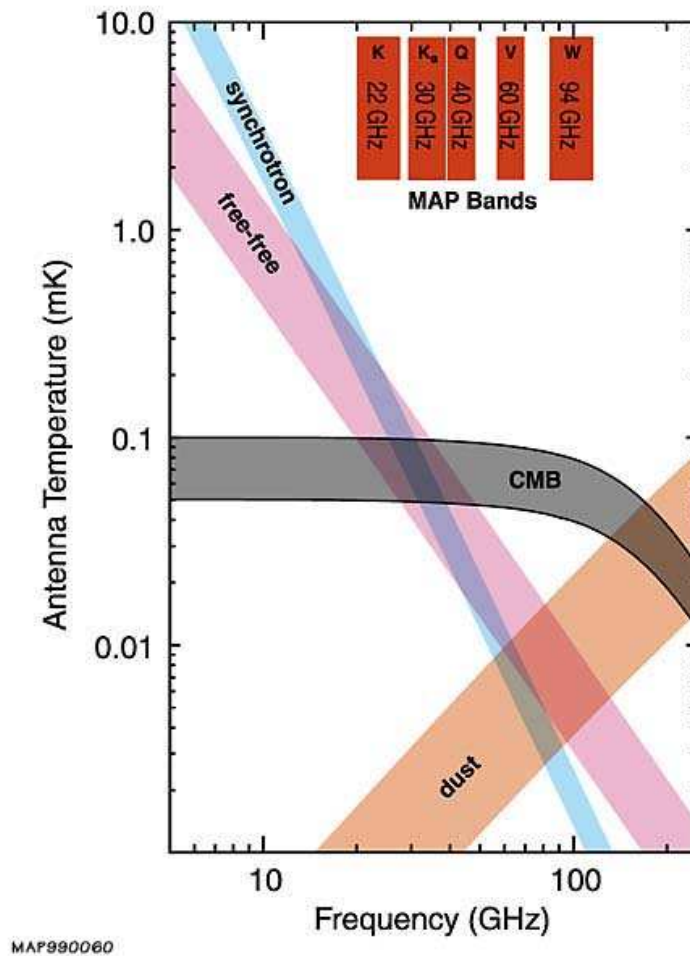 10.0
1.0
0.1
0.01
Antenna Temperature (mK)
K
22 GHz
Ka
30 GHz
Q
40 GHz
V
60 GHz
W
94 GHz
MAP Bands
synchrotron
free-free
CMB
dust
10
100
Frequency (GHz)
MAP990060